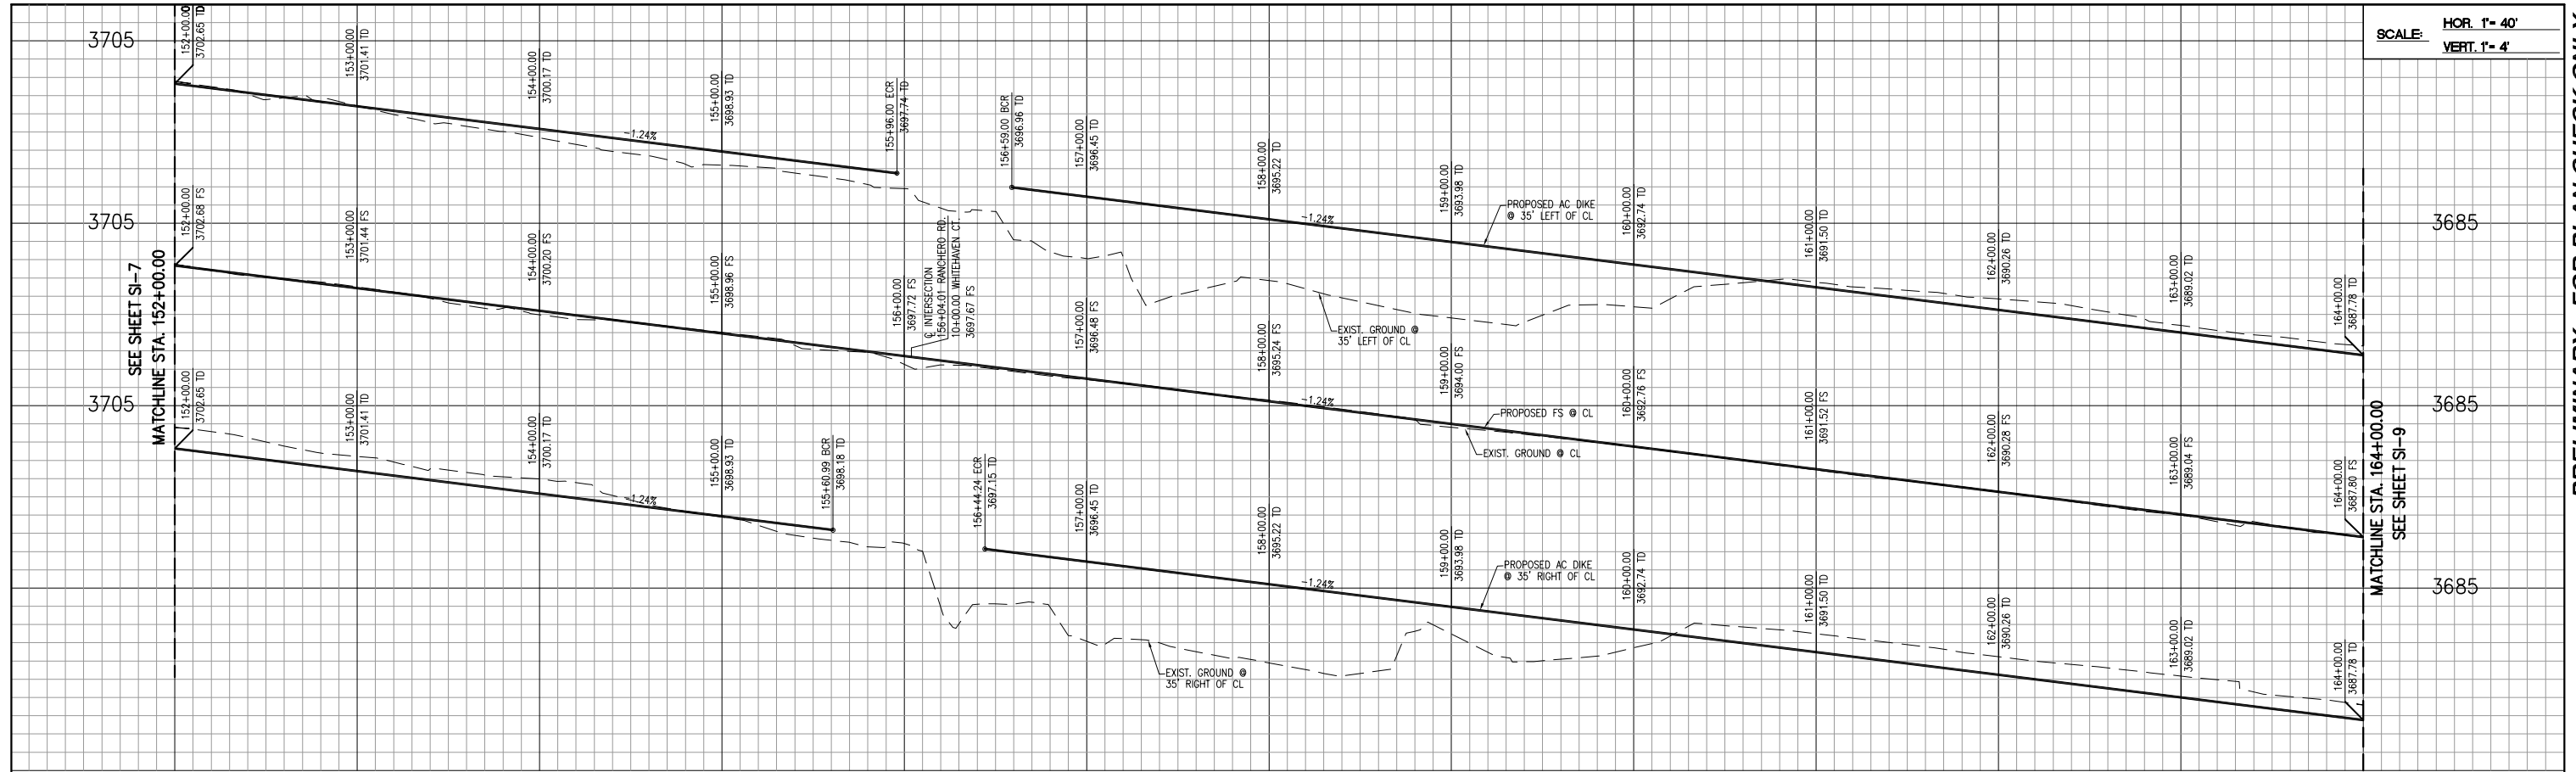 SCALE: HOR. 1"= 40'
VERT. 1"= 4'
3705
152+00.00
3702.65 TD
153+00.00
3701.41 TD
154+00.00
3700.17 TD
155+00.00
3698.93 TD
155+96.00 ECR
3697.74 TD
156+59.00 BCR
3696.96 TD
157+00.00
3696.45 TD
158+00.00
3695.22 TD
159+00.00
3693.98 TD
160+00.00
3692.74 TD
161+00.00
3691.50 TD
162+00.00
3690.26 TD
163+00.00
3689.02 TD
164+00.00
3687.78 TD
-1.24%
-1.24%
PROPOSED AC DIKE
@ 35' LEFT OF CL
EXIST. GROUND @
35' LEFT OF CL
3705
3685
SEE SHEET SI-7
MATCHLINE STA. 152+00.00
152+00.00
3702.68 FS
153+00.00
3701.44 FS
154+00.00
3700.20 FS
155+00.00
3698.96 FS
156+00.00
3697.72 FS
INTERSECTION
156+04.01 RANCHERO RD.
10+00.00 WHITEHAVEN CT.
3697.67 FS
157+00.00
3696.48 FS
158+00.00
3695.24 FS
159+00.00
3694.00 FS
160+00.00
3692.76 FS
161+00.00
3691.52 FS
162+00.00
3690.28 FS
163+00.00
3689.04 FS
164+00.00
3687.80 FS
-1.24%
PROPOSED FS @ CL
EXIST. GROUND @ CL
3705
3685
MATCHLINE STA. 164+00.00
SEE SHEET SI-9
152+00.00
3702.65 TD
153+00.00
3701.41 TD
154+00.00
3700.17 TD
155+00.00
3698.93 TD
155+60.99 BCR
3698.18 TD
156+44.24 ECR
3697.15 TD
157+00.00
3696.45 TD
158+00.00
3695.22 TD
159+00.00
3693.98 TD
160+00.00
3692.74 TD
161+00.00
3691.50 TD
162+00.00
3690.26 TD
163+00.00
3689.02 TD
164+00.00
3687.78 TD
-1.24%
-1.24%
PROPOSED AC DIKE
@ 35' RIGHT OF CL
EXIST. GROUND @
35' RIGHT OF CL
3685